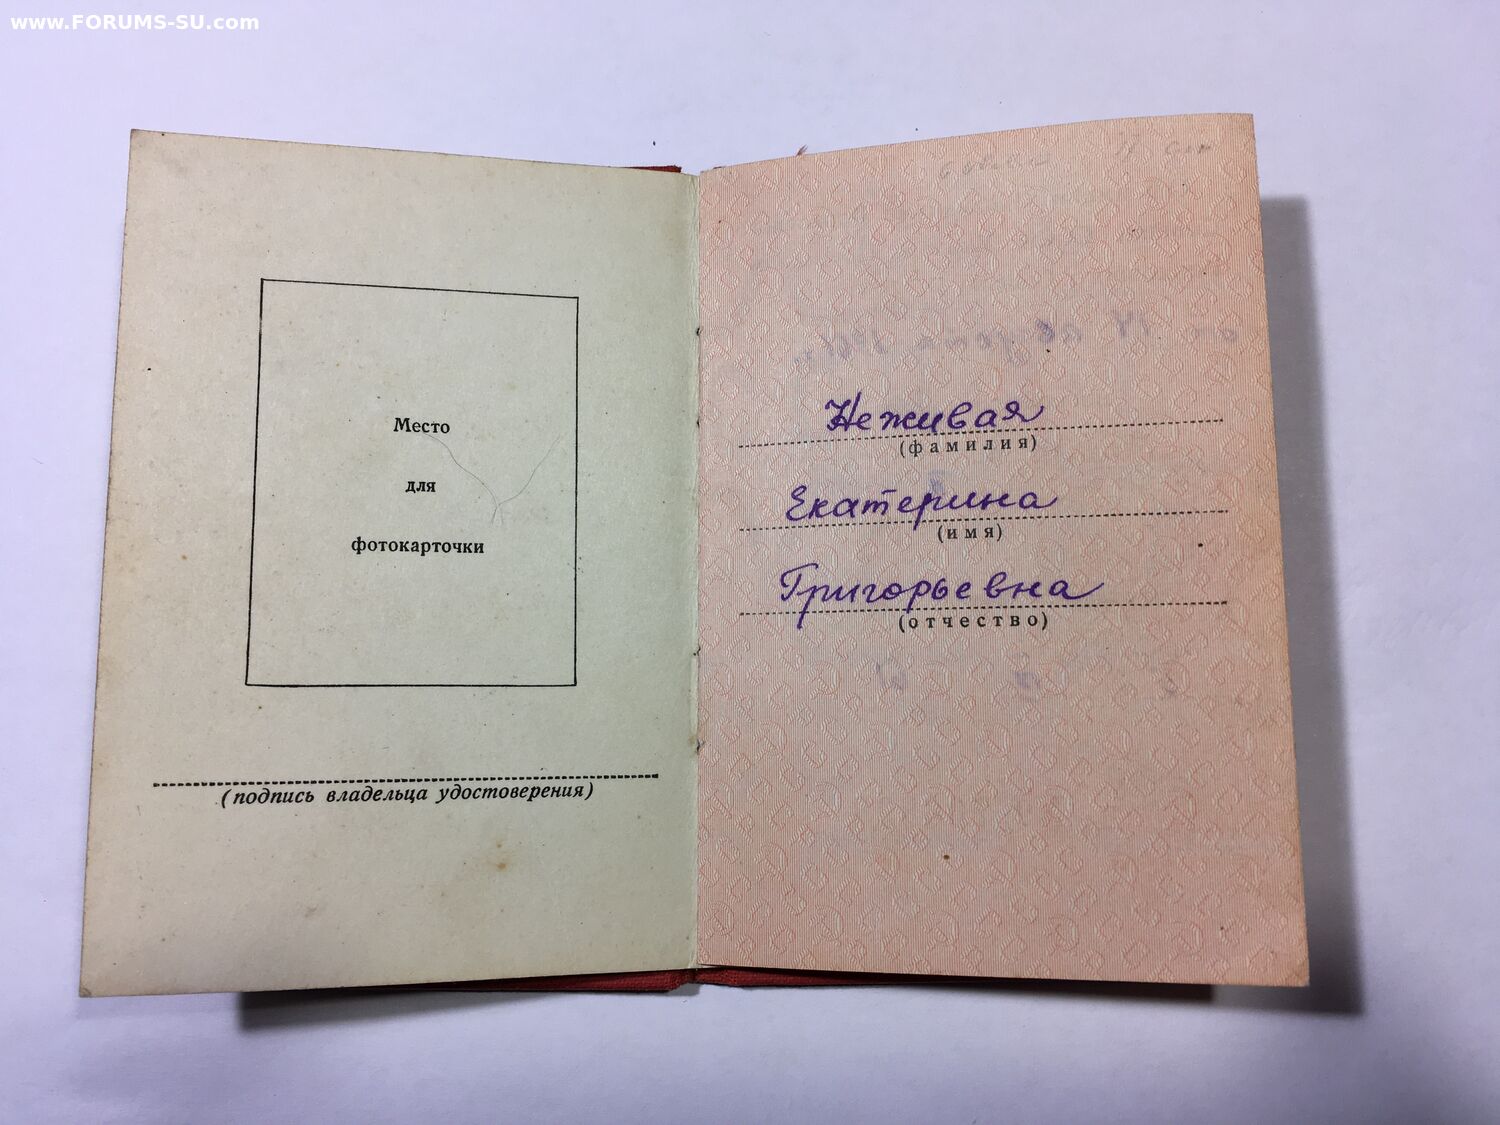 www.FORUMS-SU.com
Место
для
фотокарточки
(подпись владельца удостоверения)
Неживая
(фамилия)
Екатерина
(имя)
Григорьевна
(отчество)